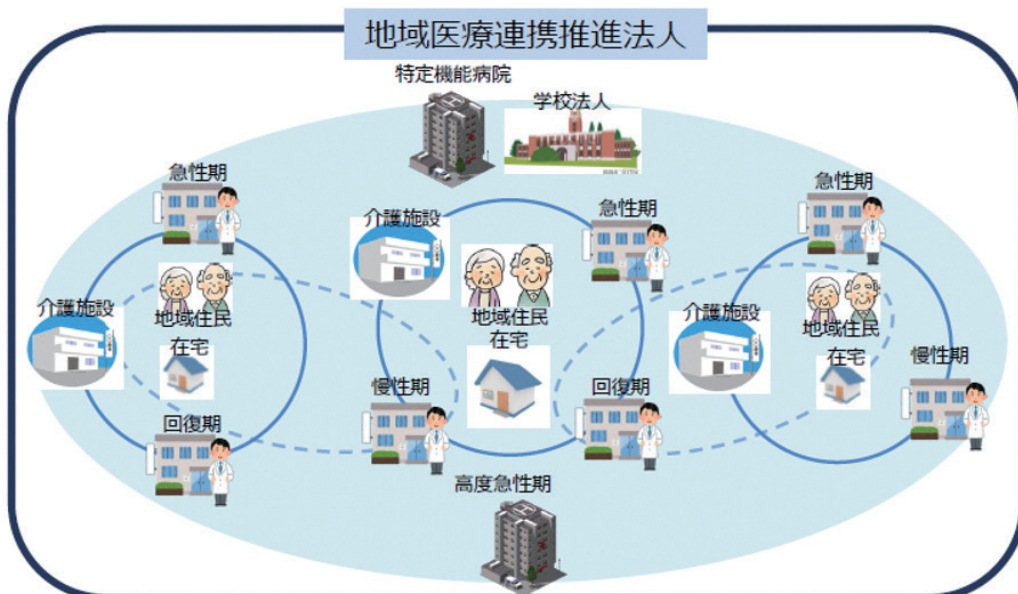 地域医療連携推進法人
特定機能病院
学校法人
急性期
介護施設
急性期
急性期
介護施設
地域住民
在宅
地域住民
在宅
介護施設
地域住民
在宅
慢性期
回復期
慢性期
回復期
高度急性期